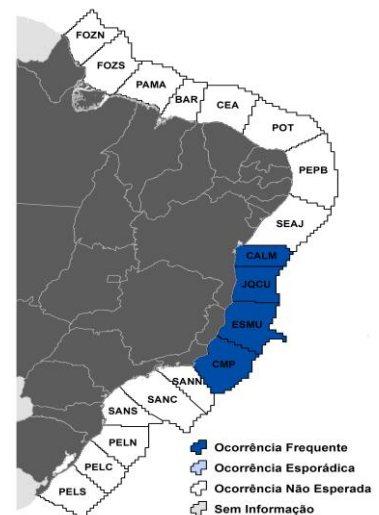 FOZN
FOZS
PAMA
BAR
CEA
POT
PEPB
SEAJ
CALM
JQCU
ESMU
CMP
SANN
SANC
SANS
PELN
PELC
PELS
Ocorrência Frequente
Ocorrência Esporádica
Ocorrência Não Esperada
Sem Informação